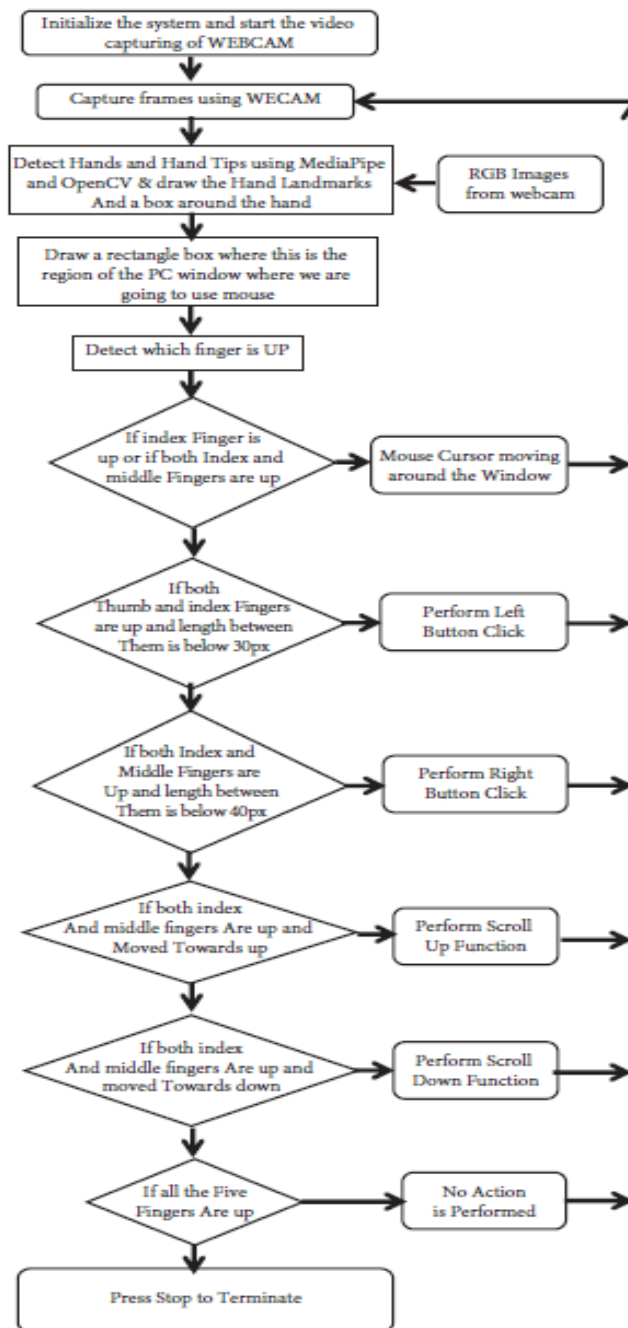 Initialize the system and start the video
capturing of WEBCAM
Capture frames using WECAM
Detect Hands and Hand Tips using MediaPipe
and OpenCV & draw the Hand Landmarks
And a box around the hand
RGB Images
from webcam
Draw a rectangle box where this is the
region of the PC window where we are
going to use mouse
Detect which finger is UP
If index Finger is
up or if both Index and
middle Fingers are up
Mouse Cursor moving
around the Window
If both
Thumb and index Fingers
are up and length between
Them is below 30px
Perform Left
Button Click
If both Index and
Middle Fingers are
Up and length between
Them is below 40px
Perform Right
Button Click
If both index
And middle fingers Are up and
Moved Towards up
Perform Scroll
Up Function
If both index
And middle fingers Are up and
moved Towards down
Perform Scroll
Down Function
If all the Five
Fingers Are up
No Action
is Performed
Press Stop to Terminate